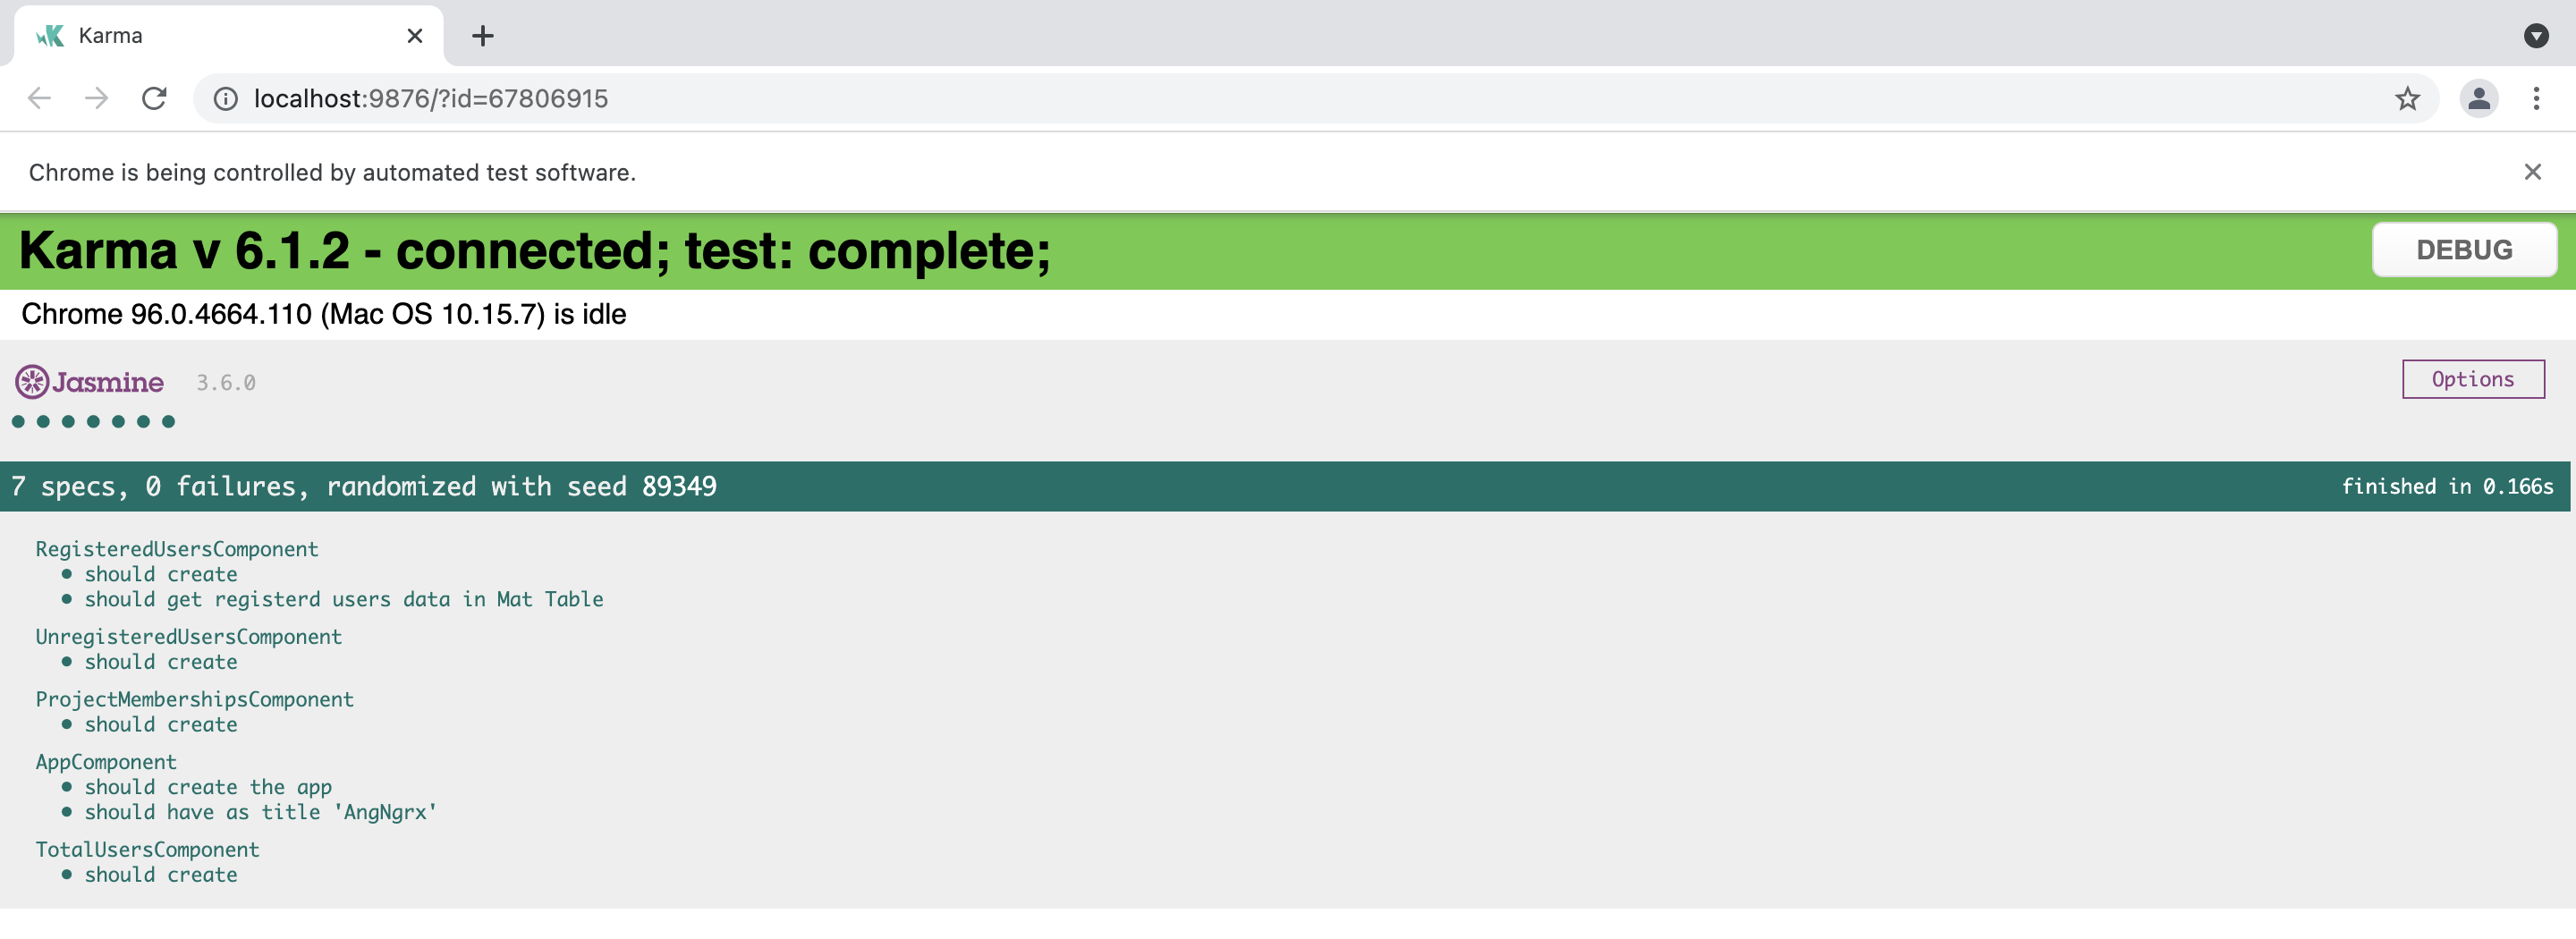 Karma
localhost:9876/?id=67806915
Chrome is being controlled by automated test software.
Karma v 6.1.2 - connected; test: complete;
DEBUG
Chrome 96.0.4664.110 (Mac OS 10.15.7) is idle
Jasmine 3.6.0
Options
7 specs, 0 failures, randomized with seed 89349
finished in 0.166s
RegisteredUsersComponent
• should create
• should get registerd users data in Mat Table
UnregisteredUsersComponent
• should create
ProjectMembershipsComponent
• should create
AppComponent
• should create the app
• should have as title 'AngNgrx'
TotalUsersComponent
• should create